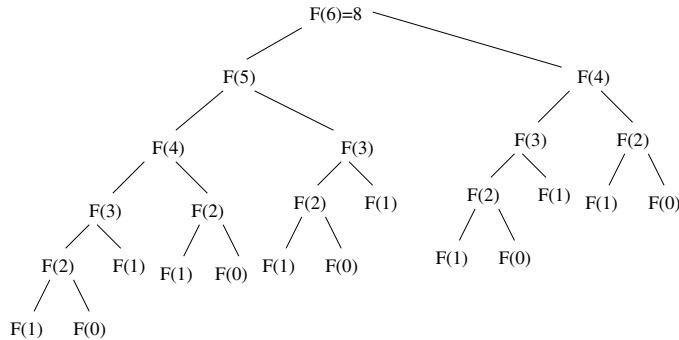 F(6)=8
F(5) F(4)
F(4) F(3) F(3) F(2)
F(3) F(2) F(2) F(1) F(2) F(1) F(1) F(0)
F(2) F(1) F(1) F(0) F(1) F(0) F(1) F(0)
F(1) F(0)